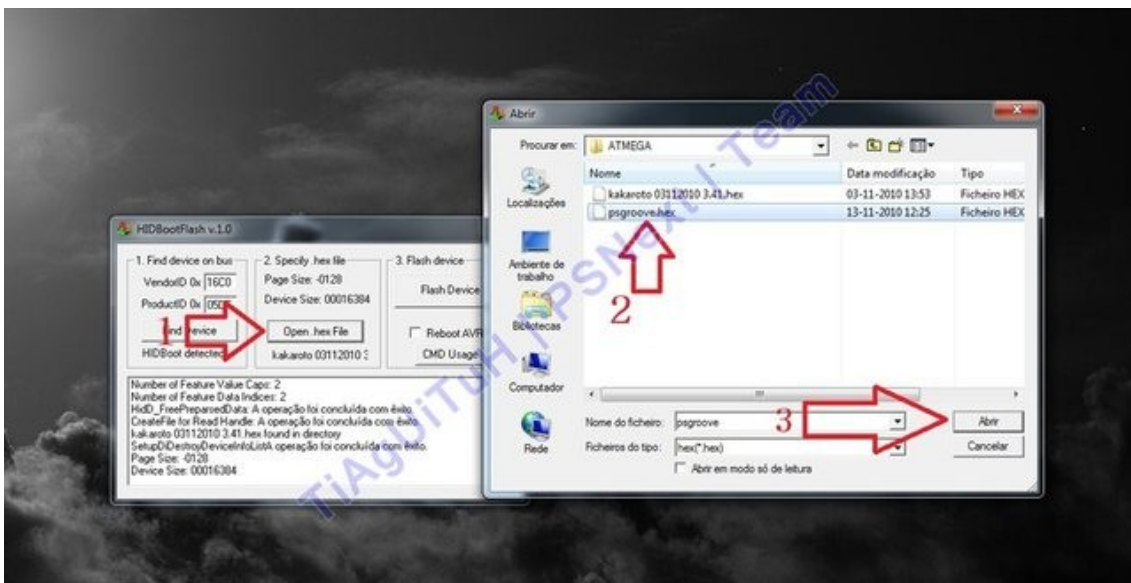 HIDBootFlash v.1.0
1. Find device on bus
VendorID 0x 16C0
ProductID 0x
HIDBoot detected
2. Specify .hex file
Page Size: -0128
Device Size: 00016384
Open .hex File
kakaroto 03112010 3
3. Flash device
Flash Device
Reboot AVR
CMD Usage
Number of Feature Value Caps: 2
Number of Feature Data Indices: 2
HidD_FreePreparsedData: A operação foi concluída com êxito.
CreateFile for Read Handle: A operação foi concluída com êxito.
kakaroto 03112010 3.41.hex found in directory
SetupDiDestroyDeviceInfoListA operação foi concluída com êxito.
Page Size: -0128
Device Size: 00016384
Abrir
Procurar em: ATMEGA
Nome Data modificação Tipo
kakaroto 03112010 3.41.hex 03-11-2010 13:53 Ficheiro HEX
psgroove.hex 13-11-2010 12:25 Ficheiro HEX
Localizações
Ambiente de
trabalho
Bibliotecas
Computador
Rede
Nome do ficheiro: psgroove Abrir
Ficheiros do tipo: hex(*.hex) Cancelar
Abrir em modo só de leitura
1
2
3
TiAguiTuH | PSNext | Team